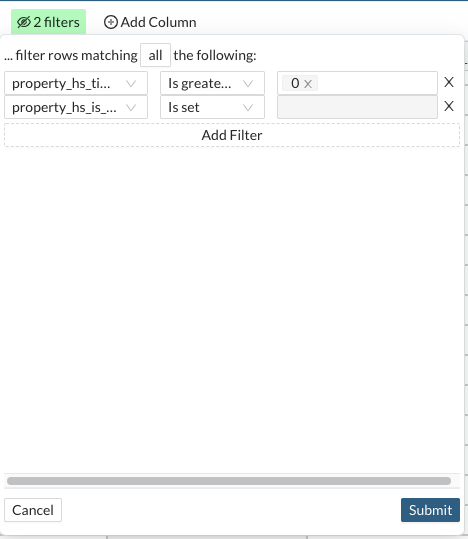 2 filters Add Column
... filter rows matching all the following:
property_hs_ti... Is greate... 0 x
property_hs_is_... Is set X
Add Filter
Cancel Submit